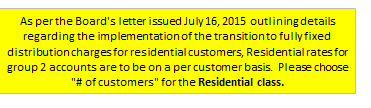 As per the Board's letter issued July 16, 2015 outlining details
regarding the implementation of the transition to fully fixed
distribution charges for residential customers, Residential rates for
group 2 accounts are to be on a per customer basis.  Please choose
"# of customers" for the Residential class.